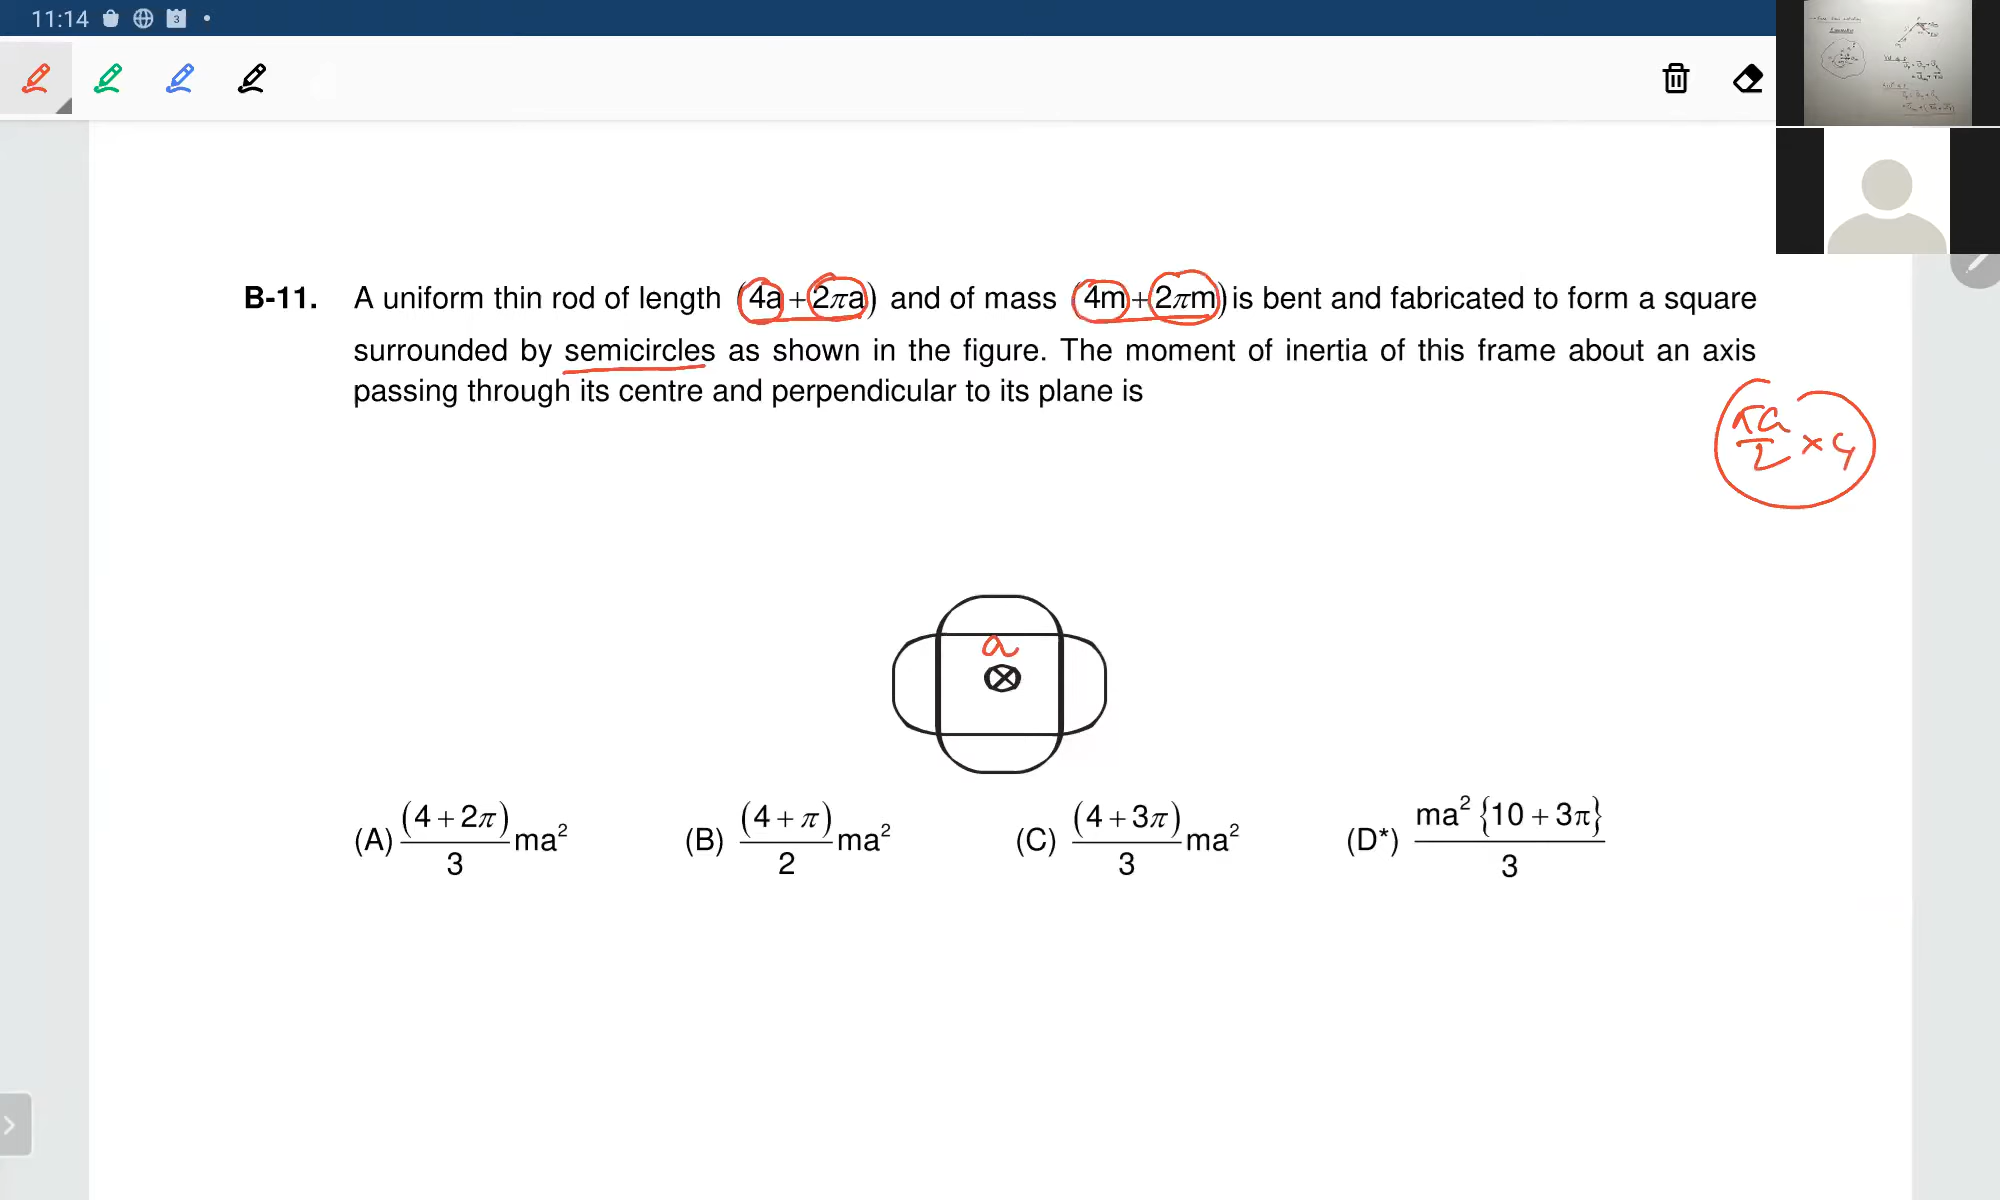 11:14
3
B-11. A uniform thin rod of length (4a+2πa) and of mass (4m+2πm) is bent and fabricated to form a square
surrounded by semicircles as shown in the figure. The moment of inertia of this frame about an axis
passing through its centre and perpendicular to its plane is
πa/2 × 4
a
(A) (4+2π)/3 ma² (B) (4+π)/2 ma² (C) (4+3π)/3 ma² (D*) ma² {10+3π}/3